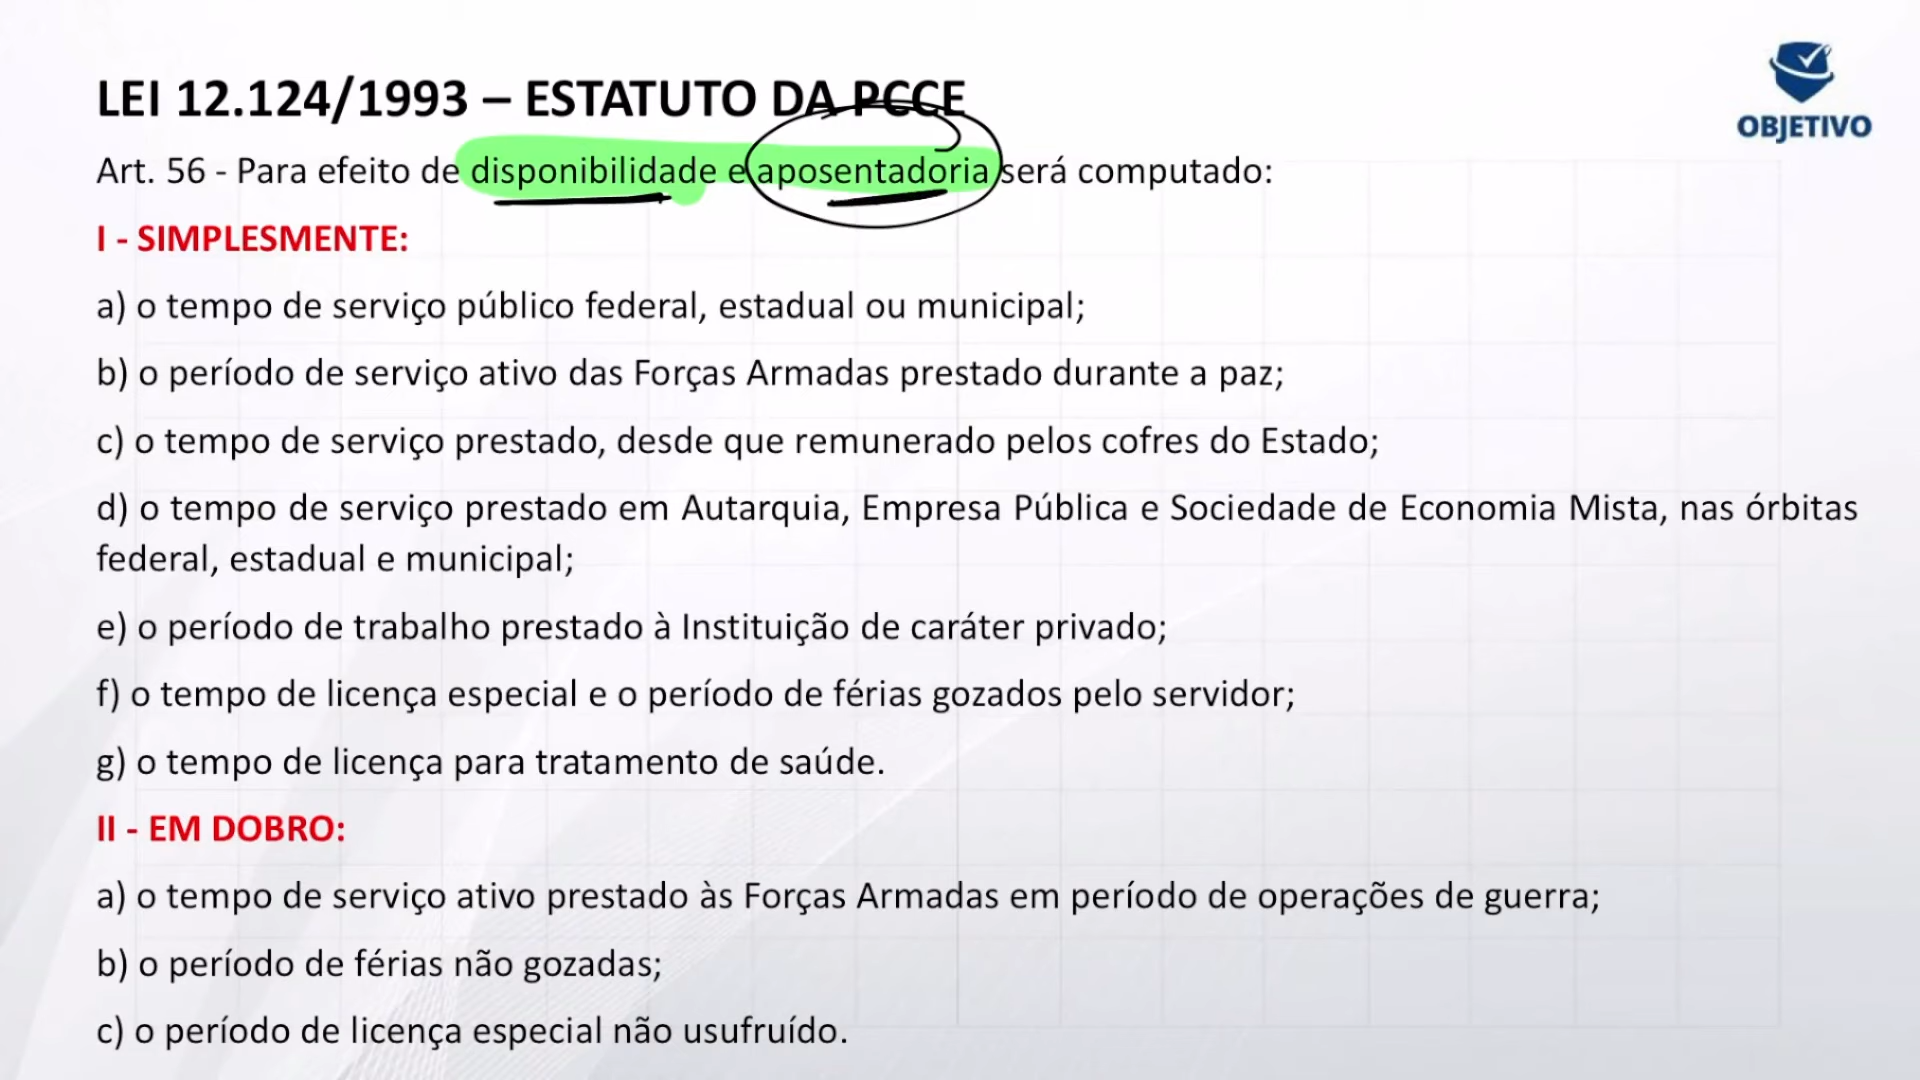 LEI 12.124/1993 – ESTATUTO DA PCCE
OBJETIVO
Art. 56 - Para efeito de disponibilidade e aposentadoria será computado:
I - SIMPLESMENTE:
a) o tempo de serviço público federal, estadual ou municipal;
b) o período de serviço ativo das Forças Armadas prestado durante a paz;
c) o tempo de serviço prestado, desde que remunerado pelos cofres do Estado;
d) o tempo de serviço prestado em Autarquia, Empresa Pública e Sociedade de Economia Mista, nas órbitas
federal, estadual e municipal;
e) o período de trabalho prestado à Instituição de caráter privado;
f) o tempo de licença especial e o período de férias gozados pelo servidor;
g) o tempo de licença para tratamento de saúde.
II - EM DOBRO:
a) o tempo de serviço ativo prestado às Forças Armadas em período de operações de guerra;
b) o período de férias não gozadas;
c) o período de licença especial não usufruído.